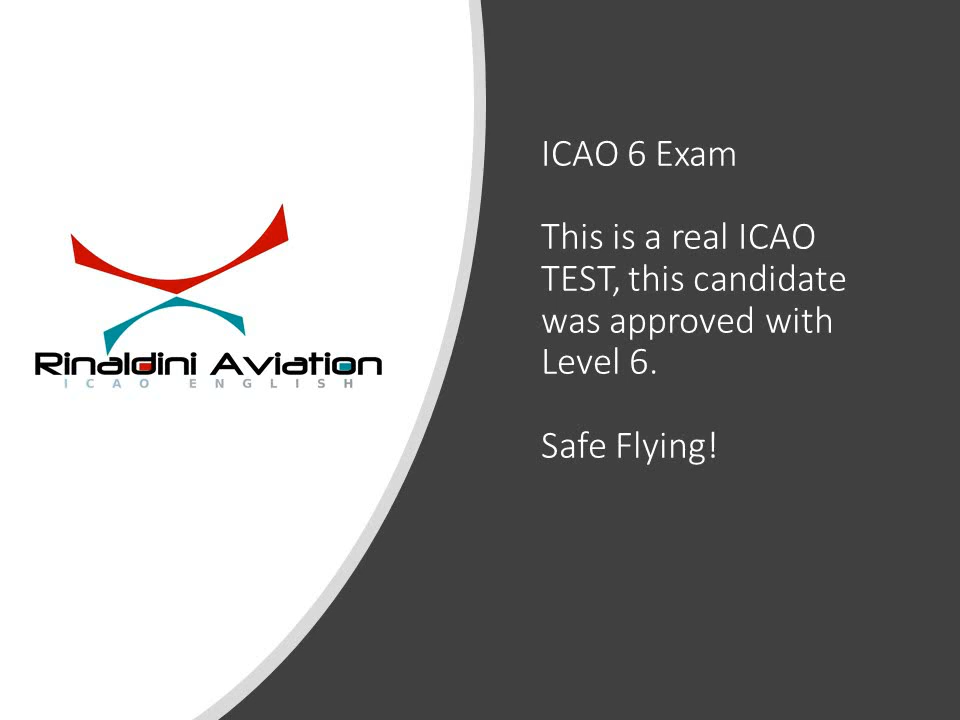 Rinaldini Aviation
ICAO ENGLISH
ICAO 6 Exam
This is a real ICAO
TEST, this candidate
was approved with
Level 6.
Safe Flying!